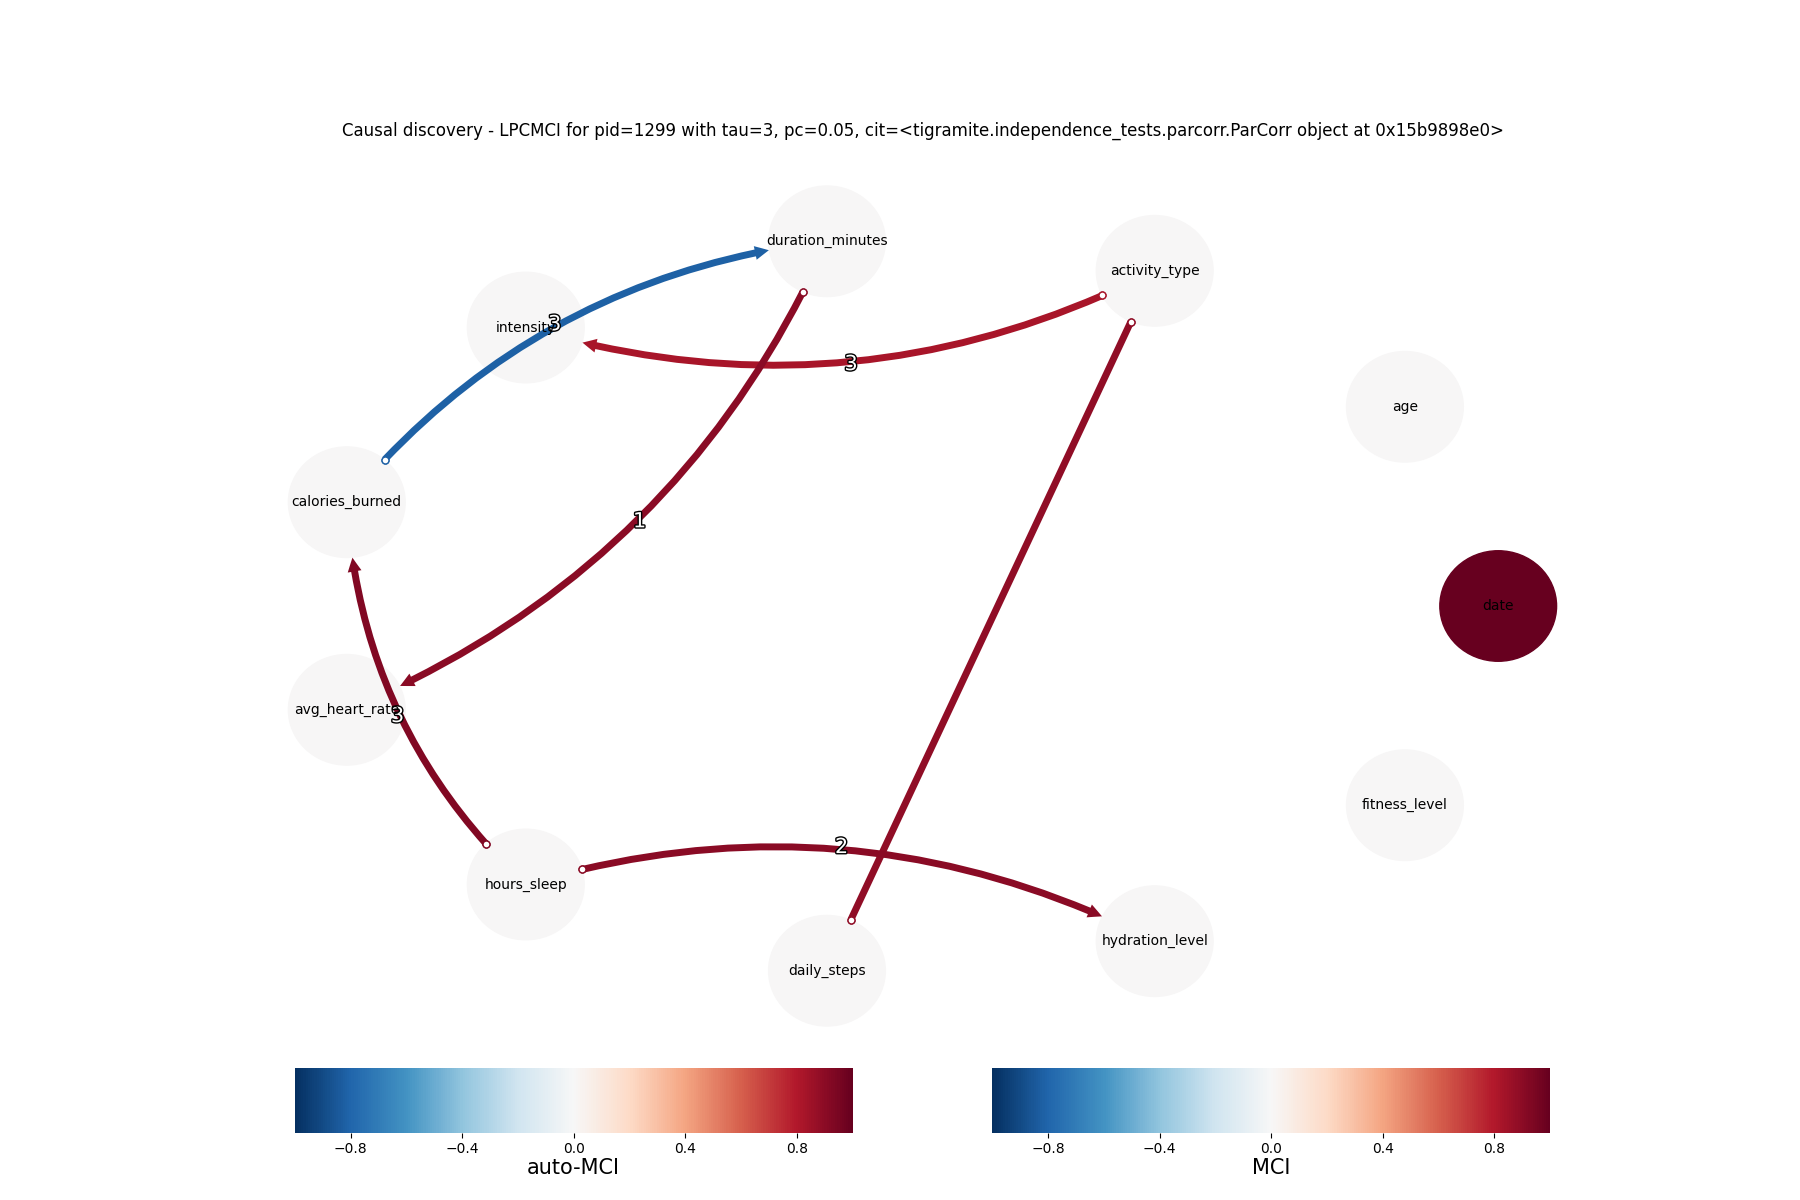 Causal discovery - LPCMCI for pid=1299 with tau=3, pc=0.05, cit=<tigramite.independence_tests.parcorr.ParCorr object at 0x15b9898e0>
duration_minutes
activity_type
intensity
3
3
age
calories_burned
1
date
avg_heart_rate
3
fitness_level
2
hours_sleep
hydration_level
daily_steps
−0.8 −0.4 0.0 0.4 0.8
auto-MCI
−0.8 −0.4 0.0 0.4 0.8
MCI